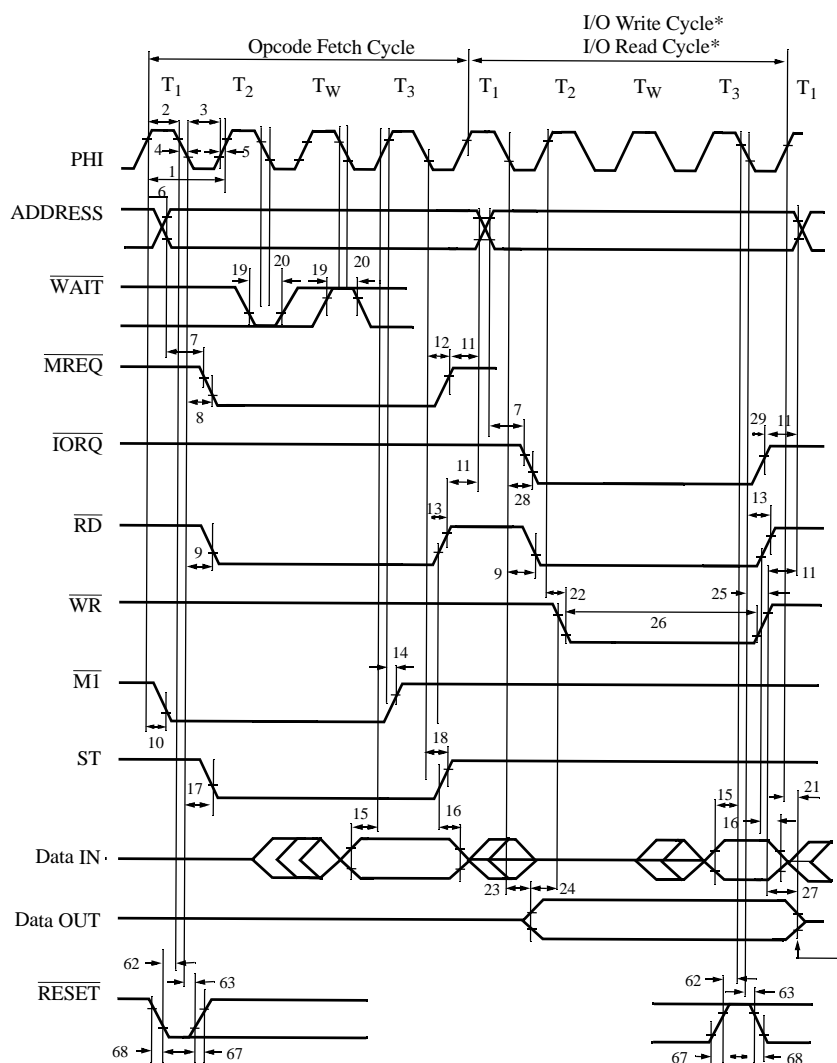 I/O Write Cycle*
Opcode Fetch Cycle I/O Read Cycle*
T1 T2 TW T3 T1 T2 TW T3 T1
2 3
PHI
4 5
1
6
ADDRESS
19 20 19 20
WAIT
7 12 11
MREQ
8
7 29 11
IORQ
28
11
13 13
RD
9 9 11
22 25
WR
26
14
M1
10
18
ST
17 21
15 16 15 16
Data IN
23 24 27
Data OUT
62 63 62 63
RESET
68 67 67 68